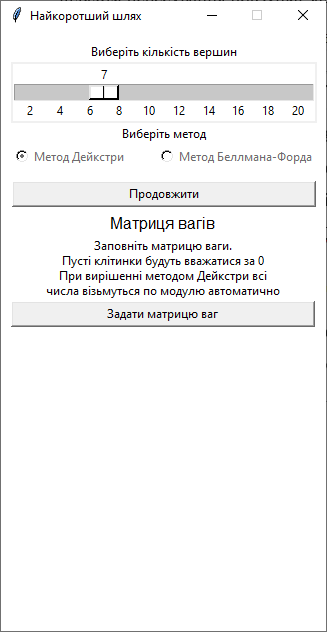 Найкоротший шлях
Виберіть кількість вершин
7
2 4 6 8 10 12 14 16 18 20
Виберіть метод
Метод Дейкстри Метод Беллмана-Форда
Продовжити
Матриця вагів
Заповніть матрицю ваги.
Пусті клітинки будуть вважатися за 0
При вирішенні методом Дейкстри всі
числа візьмуться по модулю автоматично
Задати матрицю ваг